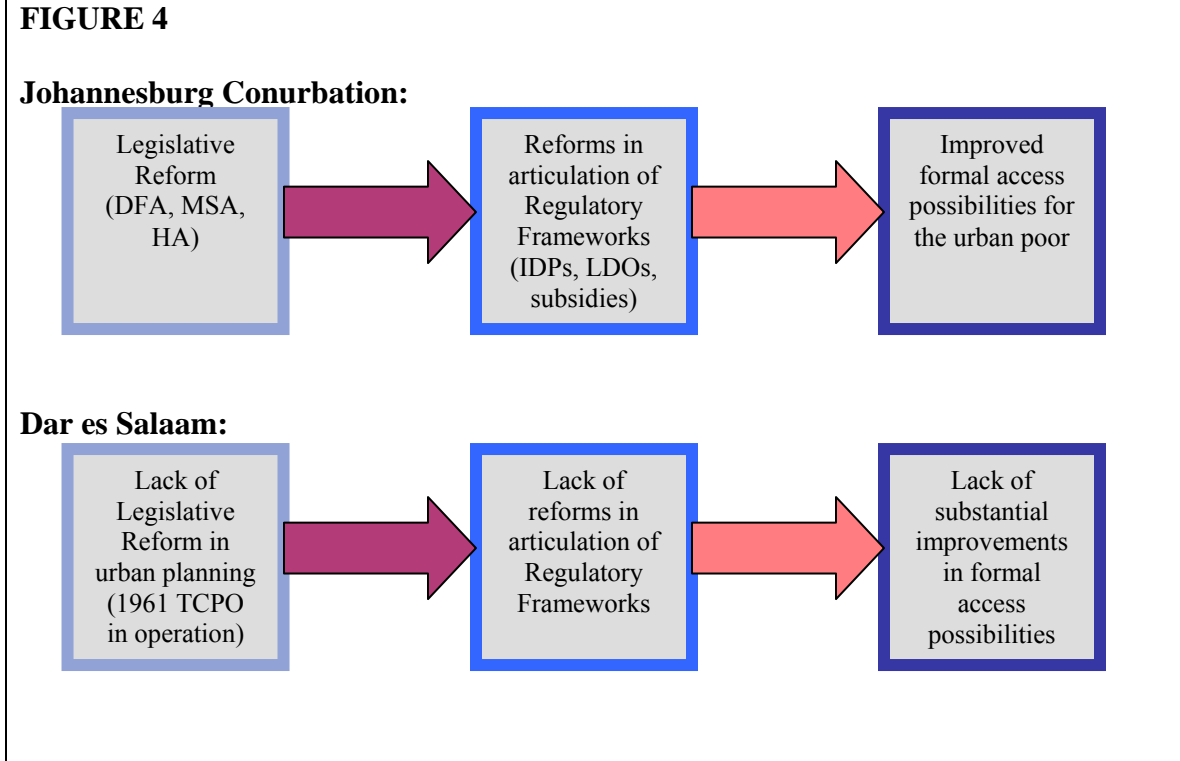 FIGURE 4
Johannesburg Conurbation:
Legislative
Reform
(DFA, MSA,
HA)
Reforms in
articulation of
Regulatory
Frameworks
(IDPs, LDOs,
subsidies)
Improved
formal access
possibilities for
the urban poor
Dar es Salaam:
Lack of
Legislative
Reform in
urban planning
(1961 TCPO
in operation)
Lack of
reforms in
articulation of
Regulatory
Frameworks
Lack of
substantial
improvements
in formal
access
possibilities